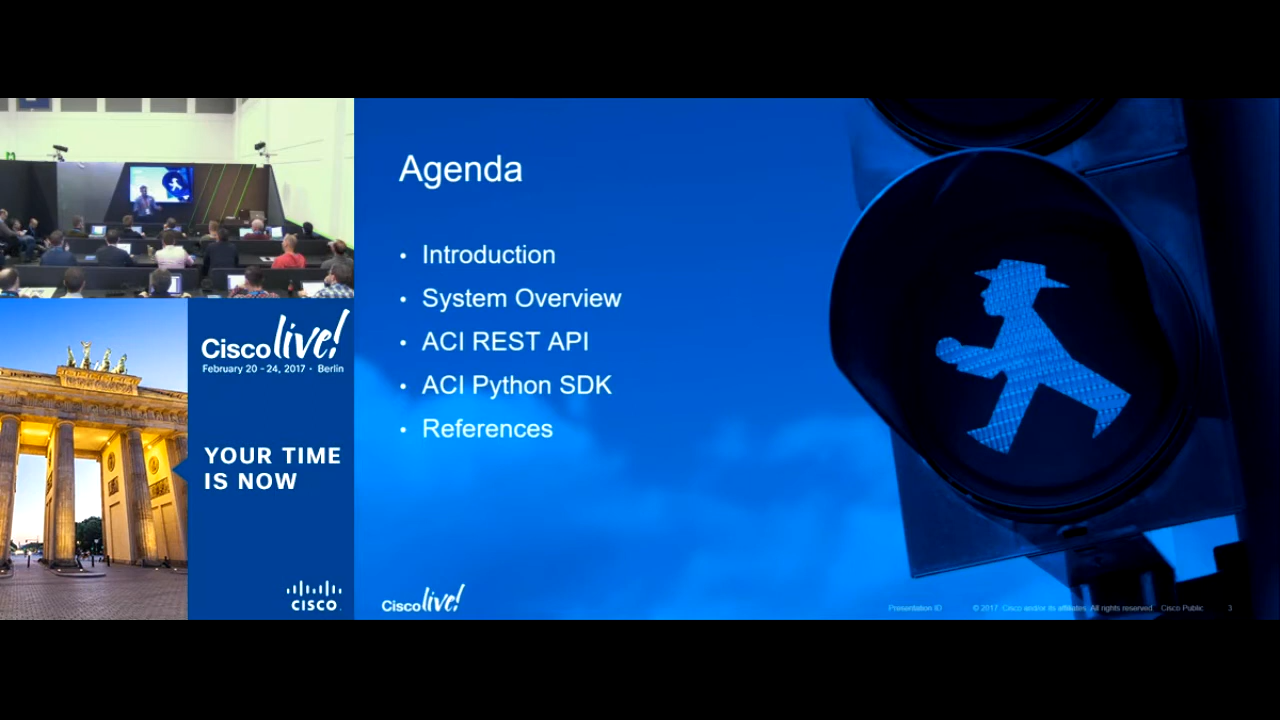 Cisco live!
February 20 - 24, 2017 • Berlin
YOUR TIME
IS NOW
CISCO
Agenda
• Introduction
• System Overview
• ACI REST API
• ACI Python SDK
• References
Cisco live!
Presentation ID
© 2017 Cisco and/or its affiliates. All rights reserved. Cisco Public
3